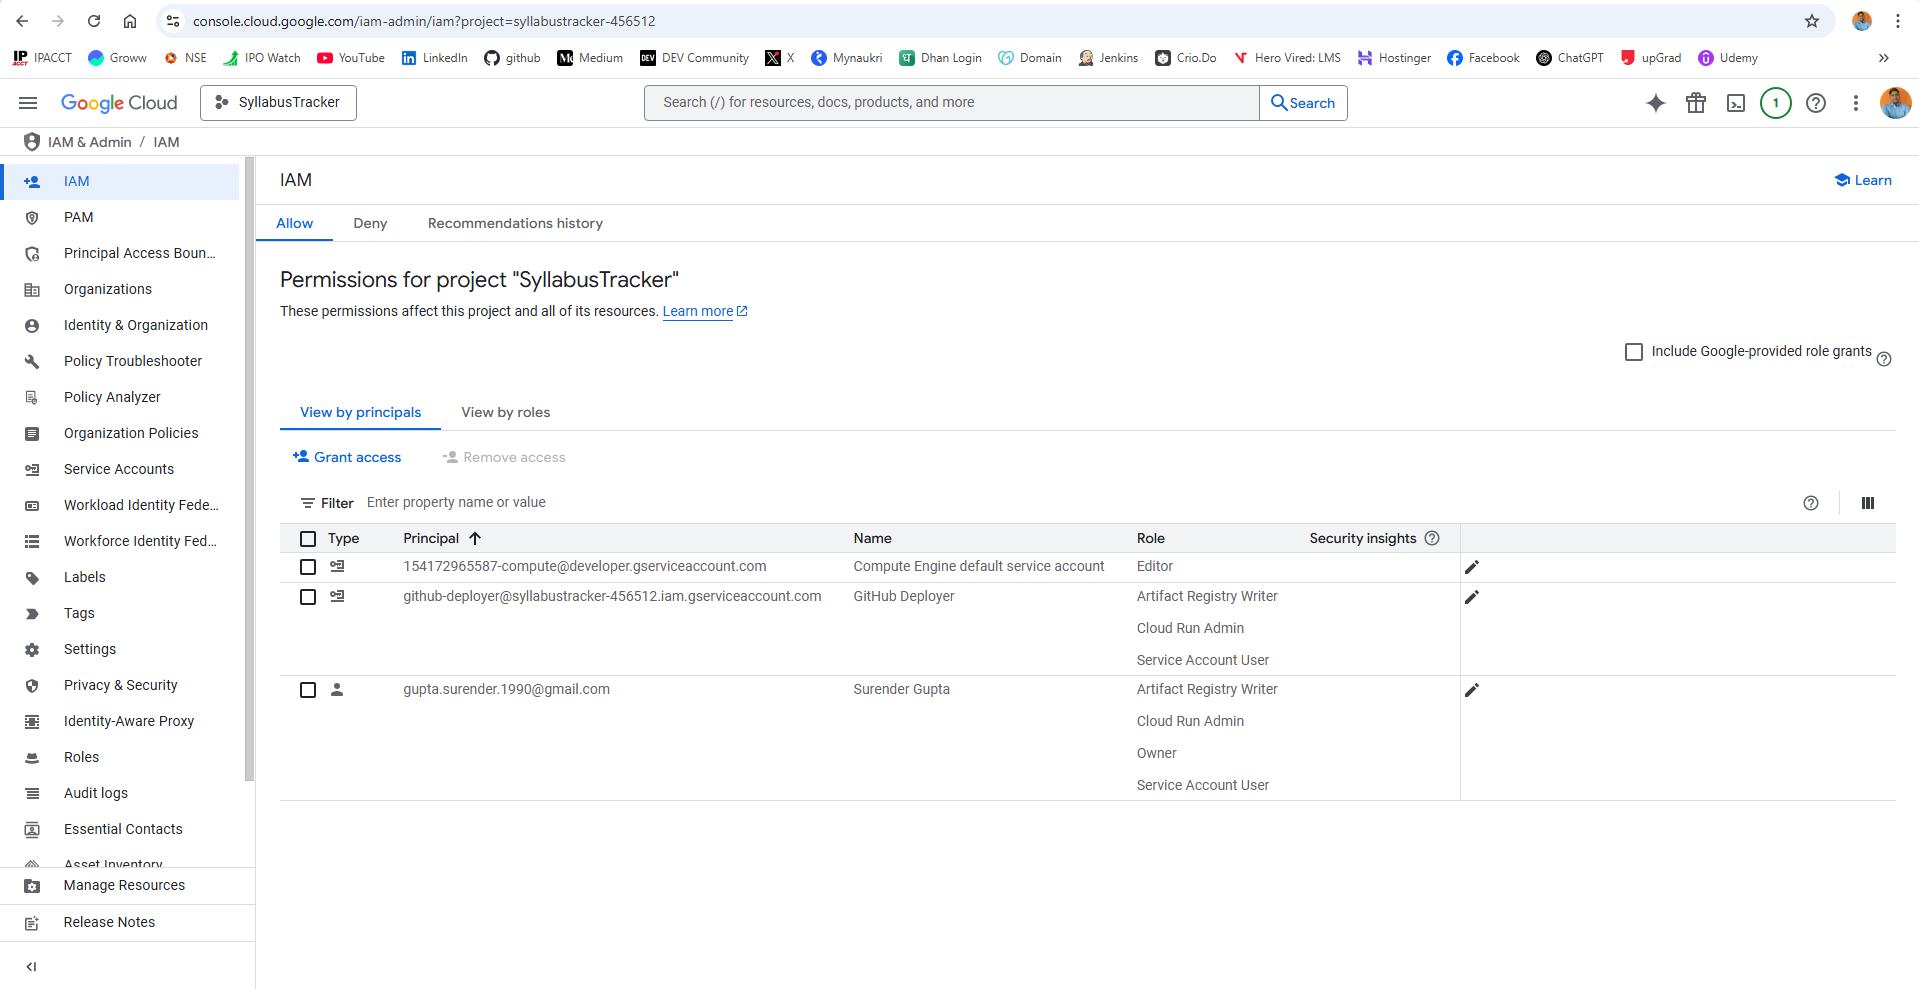 console.cloud.google.com/iam-admin/iam?project=syllabustracker-456512
IPACCT Groww NSE IPO Watch YouTube LinkedIn github Medium DEV Community X Mynaukri Dhan Login Domain Jenkins Crio.Do Hero Vired: LMS Hostinger Facebook ChatGPT upGrad Udemy
Google Cloud SyllabusTracker Search (/) for resources, docs, products, and more Search 1
IAM & Admin / IAM
IAM
PAM
Principal Access Boun...
Organizations
Identity & Organization
Policy Troubleshooter
Policy Analyzer
Organization Policies
Service Accounts
Workload Identity Fede...
Workforce Identity Fed...
Labels
Tags
Settings
Privacy & Security
Identity-Aware Proxy
Roles
Audit logs
Essential Contacts
Asset Inventory
Manage Resources
Release Notes
IAM Learn
Allow Deny Recommendations history
Permissions for project "SyllabusTracker"
These permissions affect this project and all of its resources. Learn more
Include Google-provided role grants
View by principals View by roles
Grant access Remove access
Filter Enter property name or value
Type Principal Name Role Security insights
154172965587-compute@developer.gserviceaccount.com Compute Engine default service account Editor
github-deployer@syllabustracker-456512.iam.gserviceaccount.com GitHub Deployer Artifact Registry Writer
Cloud Run Admin
Service Account User
gupta.surender.1990@gmail.com Surender Gupta Artifact Registry Writer
Cloud Run Admin
Owner
Service Account User